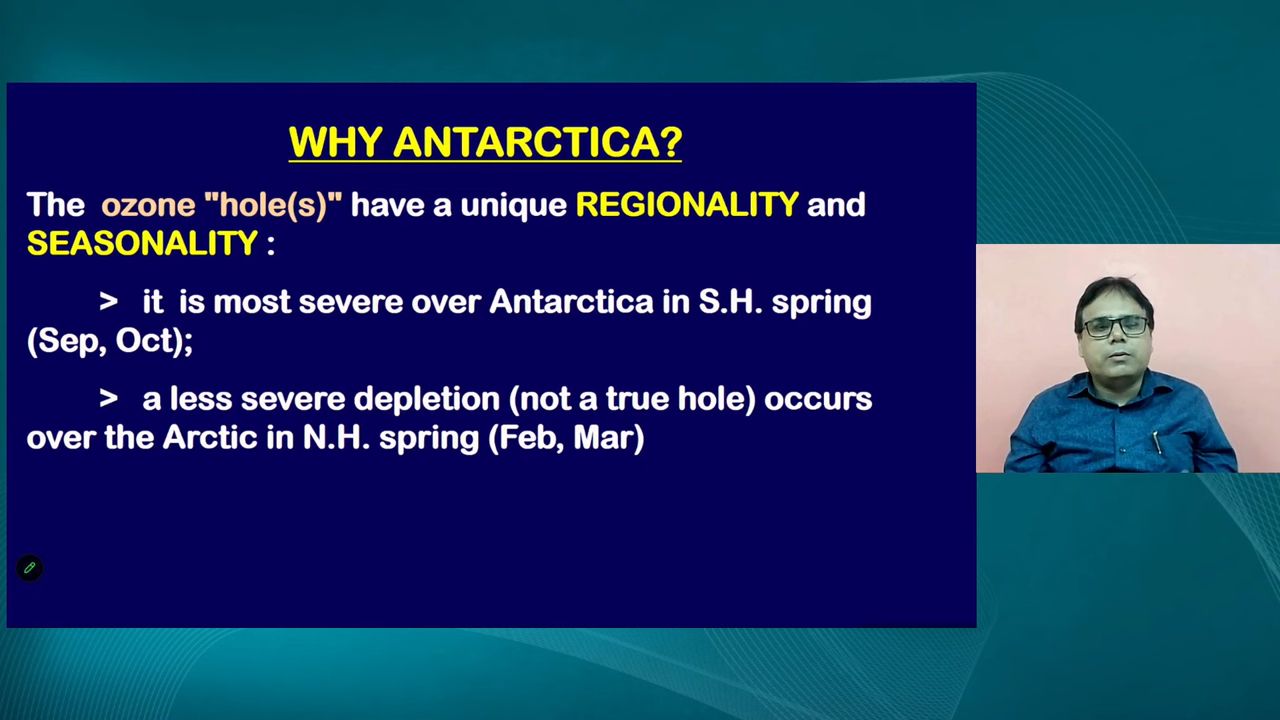 WHY ANTARCTICA?
The ozone "hole(s)" have a unique REGIONALITY and
SEASONALITY :
> it is most severe over Antarctica in S.H. spring
(Sep, Oct);
> a less severe depletion (not a true hole) occurs
over the Arctic in N.H. spring (Feb, Mar)